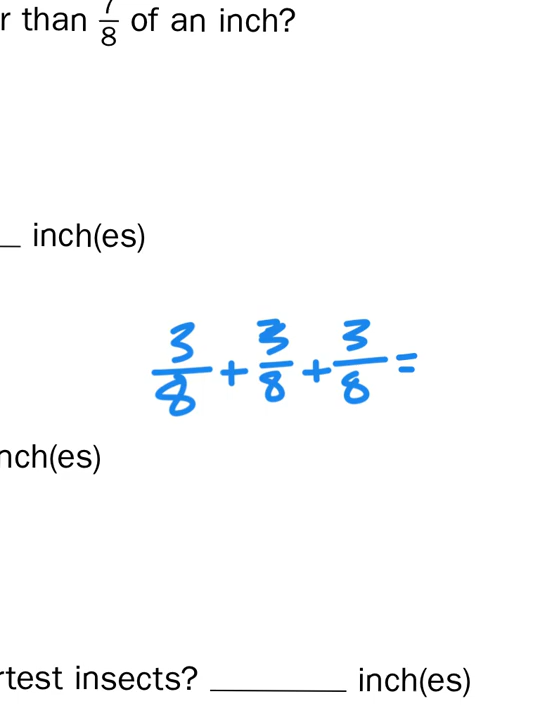 r than 7/8 of an inch?
__ inch(es)
3/8 + 3/8 + 3/8 =
nch(es)
rtest insects? ________ inch(es)